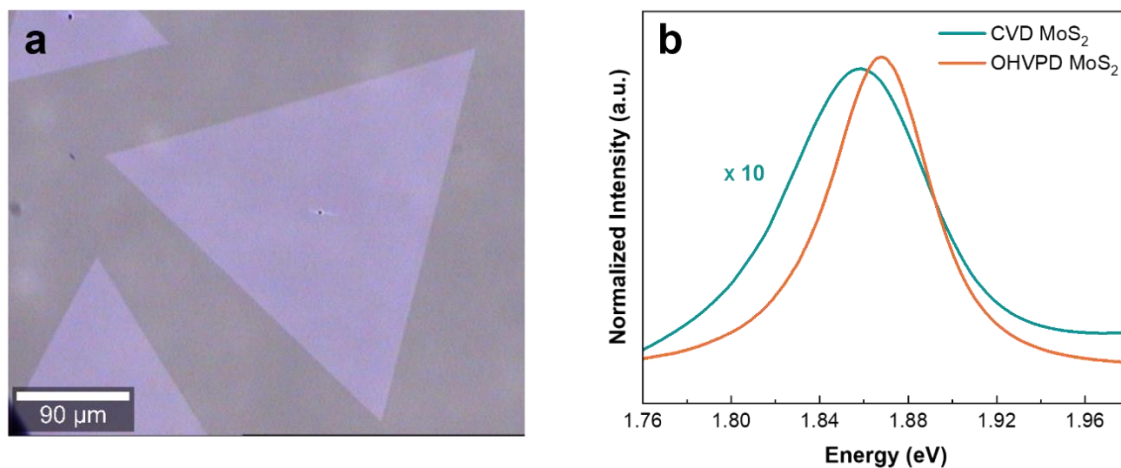 a
90 μm
b
CVD MoS₂
OHVPD MoS₂
x 10
Normalized Intensity (a.u.)
1.76 1.80 1.84 1.88 1.92 1.96
Energy (eV)